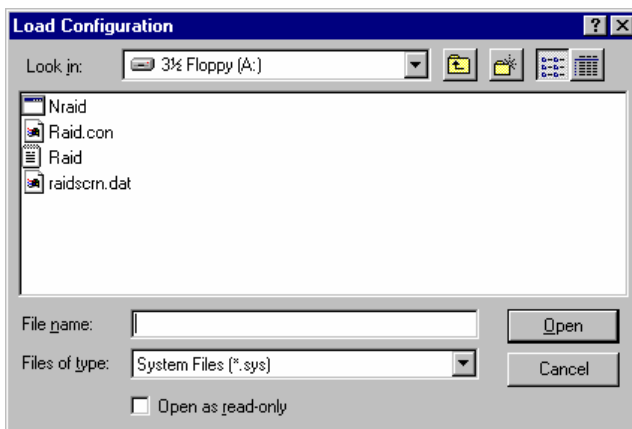 Load Configuration
Look in: 3½ Floppy (A:)
Nraid
Raid.con
Raid
raidscrn.dat
File name: Open
Files of type: System Files (*.sys) Cancel
Open as read-only